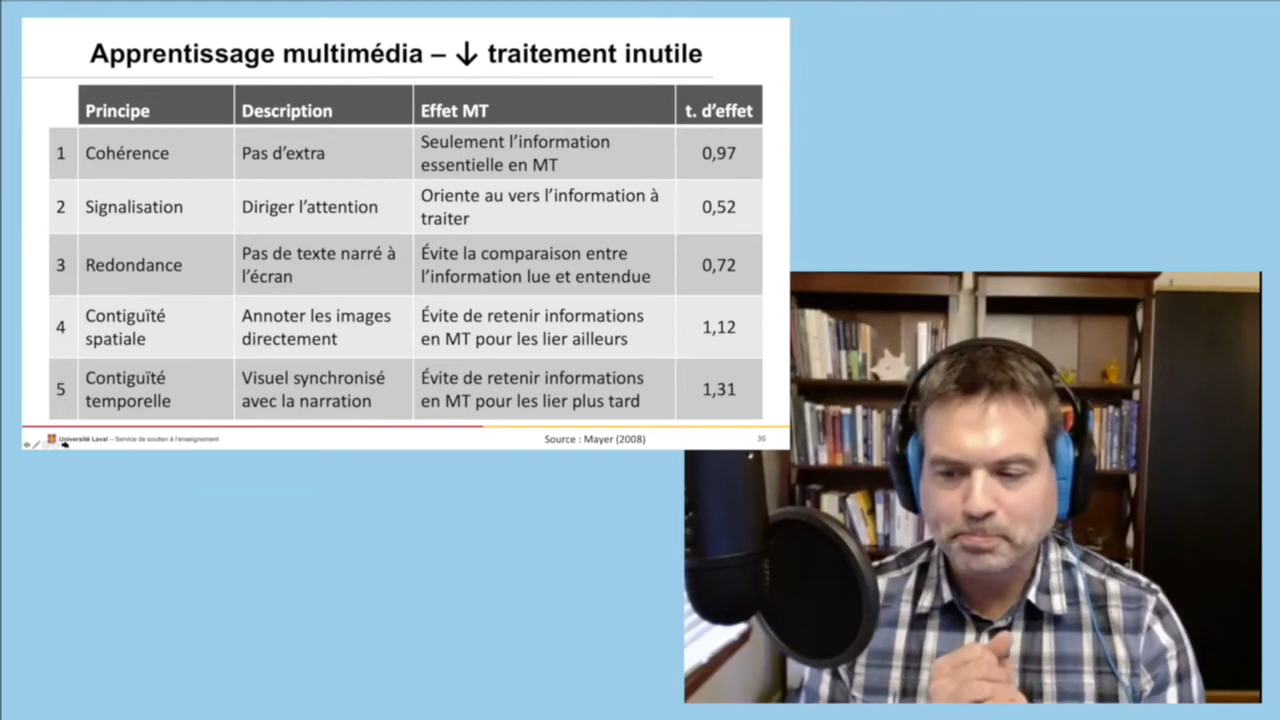 Apprentissage multimédia – ↓ traitement inutile
Principe Description Effet MT t. d’effet
1 Cohérence Pas d’extra Seulement l’information
essentielle en MT 0,97
2 Signalisation Diriger l’attention Oriente au vers l’information à
traiter 0,52
3 Redondance Pas de texte narré à
l’écran Évite la comparaison entre
l’information lue et entendue 0,72
4 Contiguïté
spatiale Annoter les images
directement Évite de retenir informations
en MT pour les lier ailleurs 1,12
5 Contiguïté
temporelle Visuel synchronisé
avec la narration Évite de retenir informations
en MT pour les lier plus tard 1,31
Université Laval – Service de soutien à l’enseignement
Source : Mayer (2008)
36